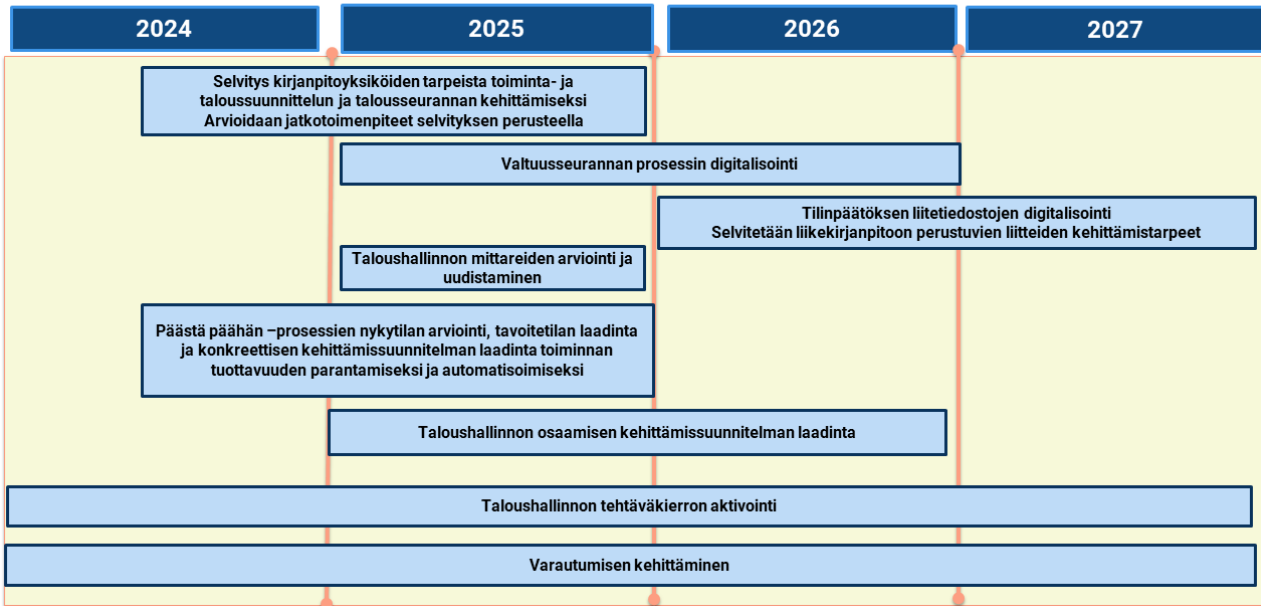 2024
2025
2026
2027
Selvitys kirjanpitoyksiköiden tarpeista toiminta- ja
taloussuunnittelun ja talousseurannan kehittämiseksi
Arvioidaan jatkotoimenpiteet selvityksen perusteella
Valtuusseurannan prosessin digitalisointi
Tilinpäätöksen liitetiedostojen digitalisointi
Selvitetään liikekirjanpitoon perustuvien liitteiden kehittämistarpeet
Taloushallinnon mittareiden arviointi ja
uudistaminen
Päästä päähän –prosessien nykytilan arviointi, tavoitetilan laadinta
ja konkreettisen kehittämissuunnitelman laadinta toiminnan
tuottavuuden parantamiseksi ja automatisoimiseksi
Taloushallinnon osaamisen kehittämissuunnitelman laadinta
Taloushallinnon tehtäväkierron aktivointi
Varautumisen kehittäminen